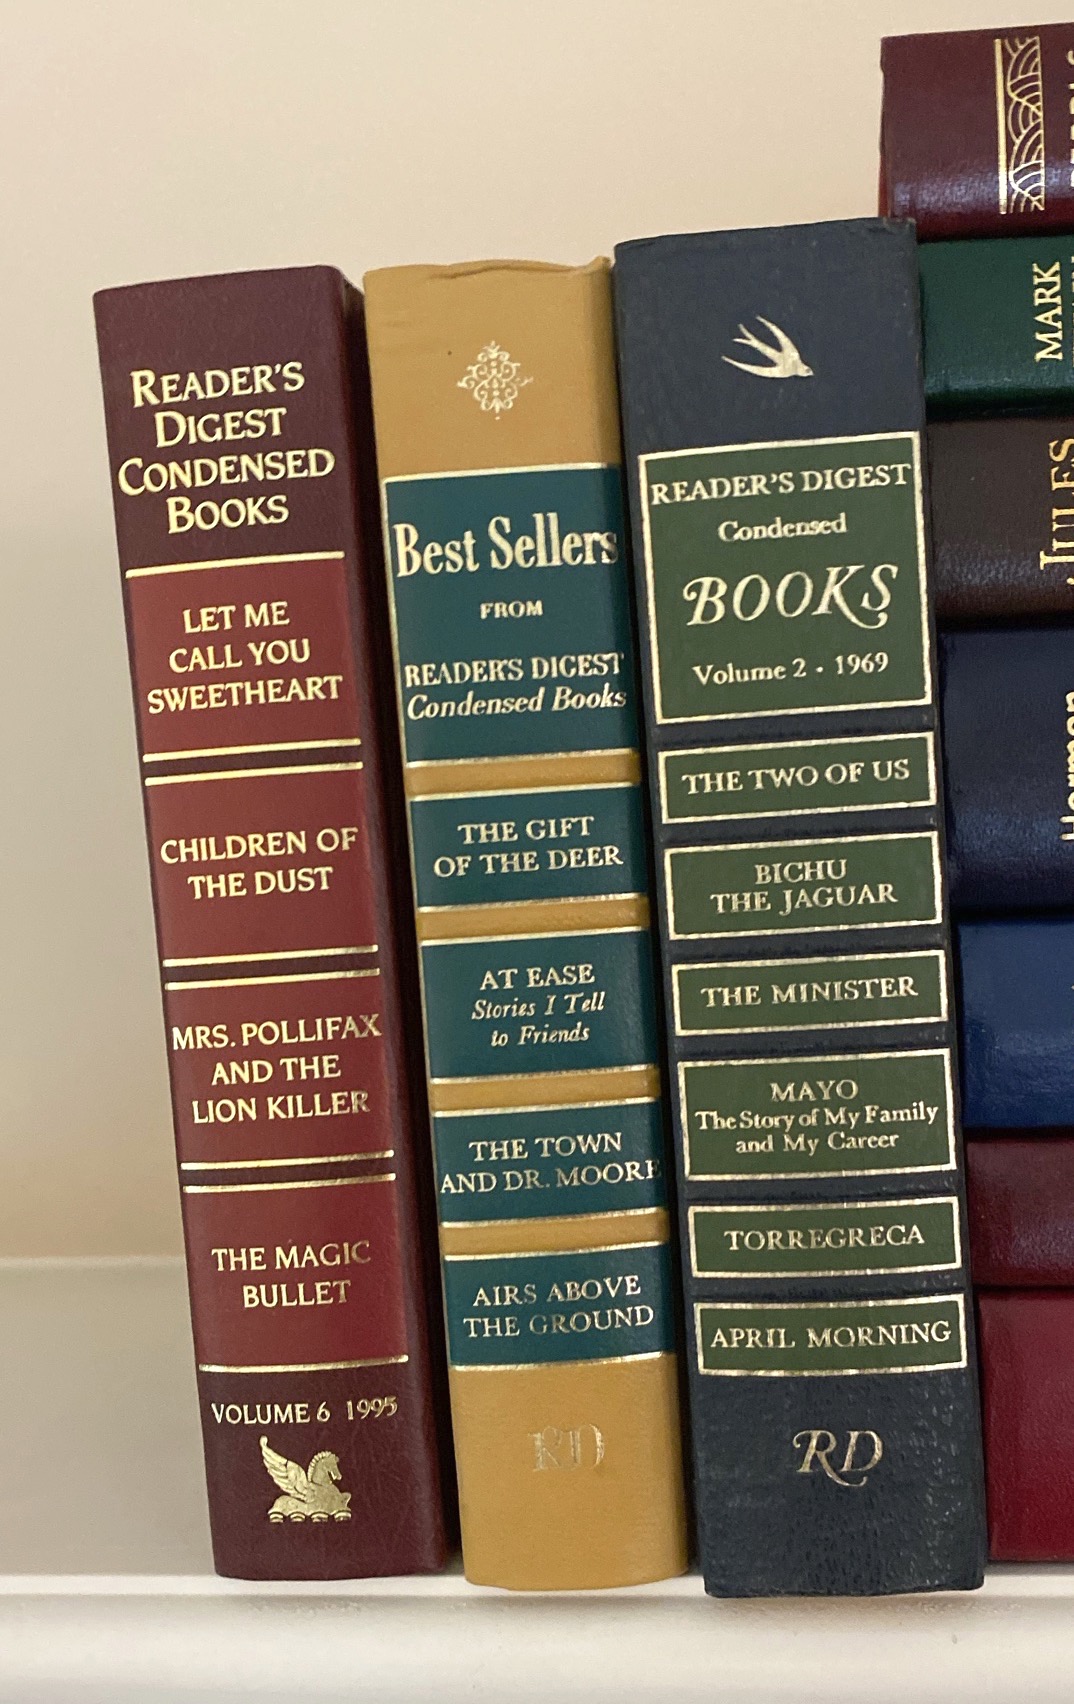 READER'S
DIGEST
CONDENSED
BOOKS
LET ME
CALL YOU
SWEETHEART
CHILDREN OF
THE DUST
MRS. POLLIFAX
AND THE
LION KILLER
THE MAGIC
BULLET
VOLUME 6 1995
Best Sellers
FROM
READER'S DIGEST
Condensed Books
THE GIFT
OF THE DEER
AT EASE
Stories I Tell
to Friends
THE TOWN
AND DR. MOORE
AIRS ABOVE
THE GROUND
RD
READER'S DIGEST
Condensed
BOOKS
Volume 2 · 1969
THE TWO OF US
BICHU
THE JAGUAR
THE MINISTER
MAYO
The Story of My Family
and My Career
TORREGRECA
APRIL MORNING
RD
MARK
JULES
Herman